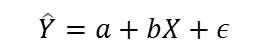 Ŷ = a + bX + ϵ